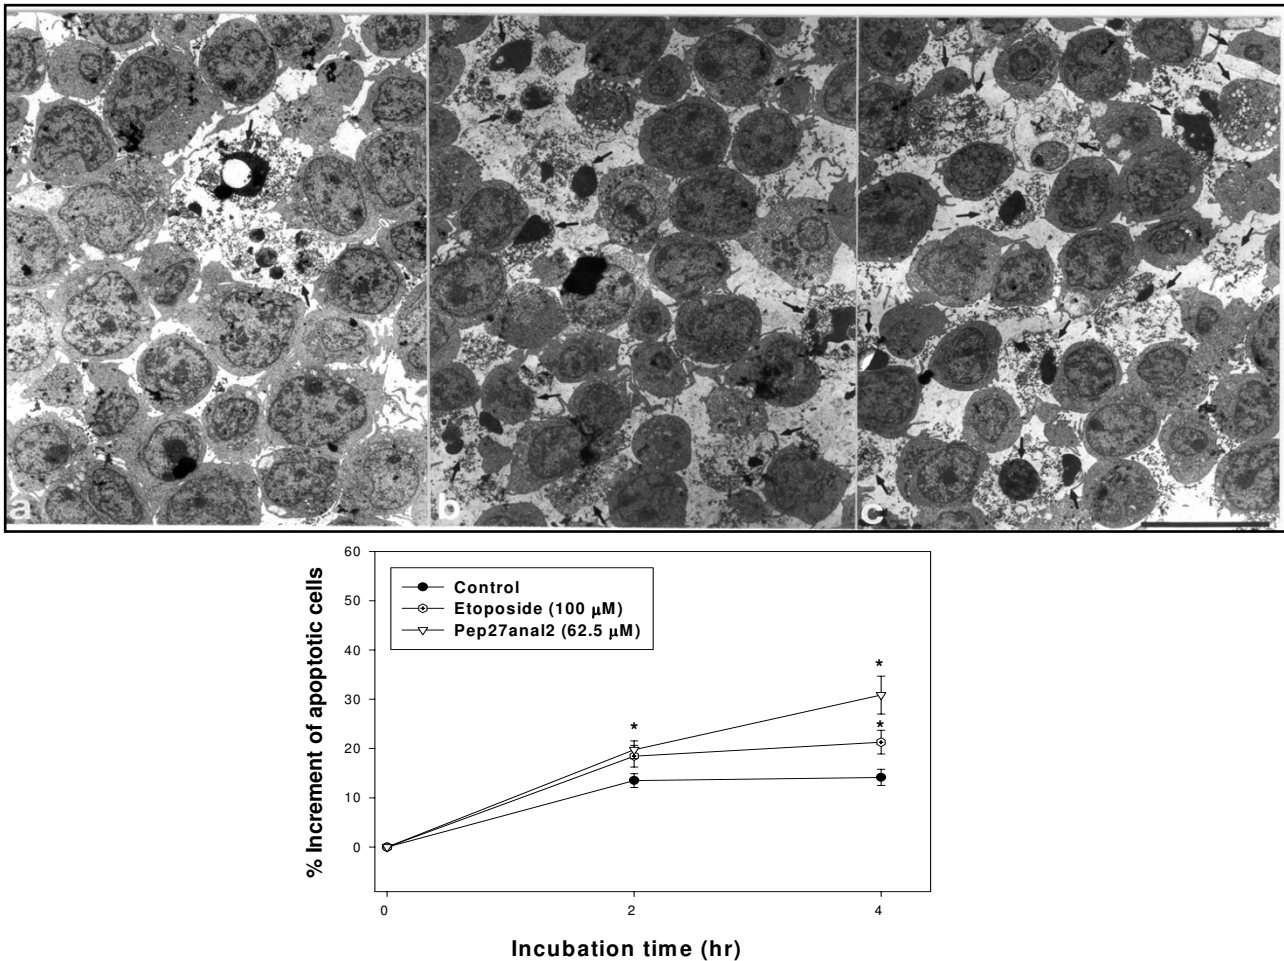 a
b
c
60
50
40
30
20
10
0
% Increment of apoptotic cells
Control
Etoposide (100 μM)
Pep27anal2 (62.5 μM)
*
*
*
0
2
4
Incubation time (hr)